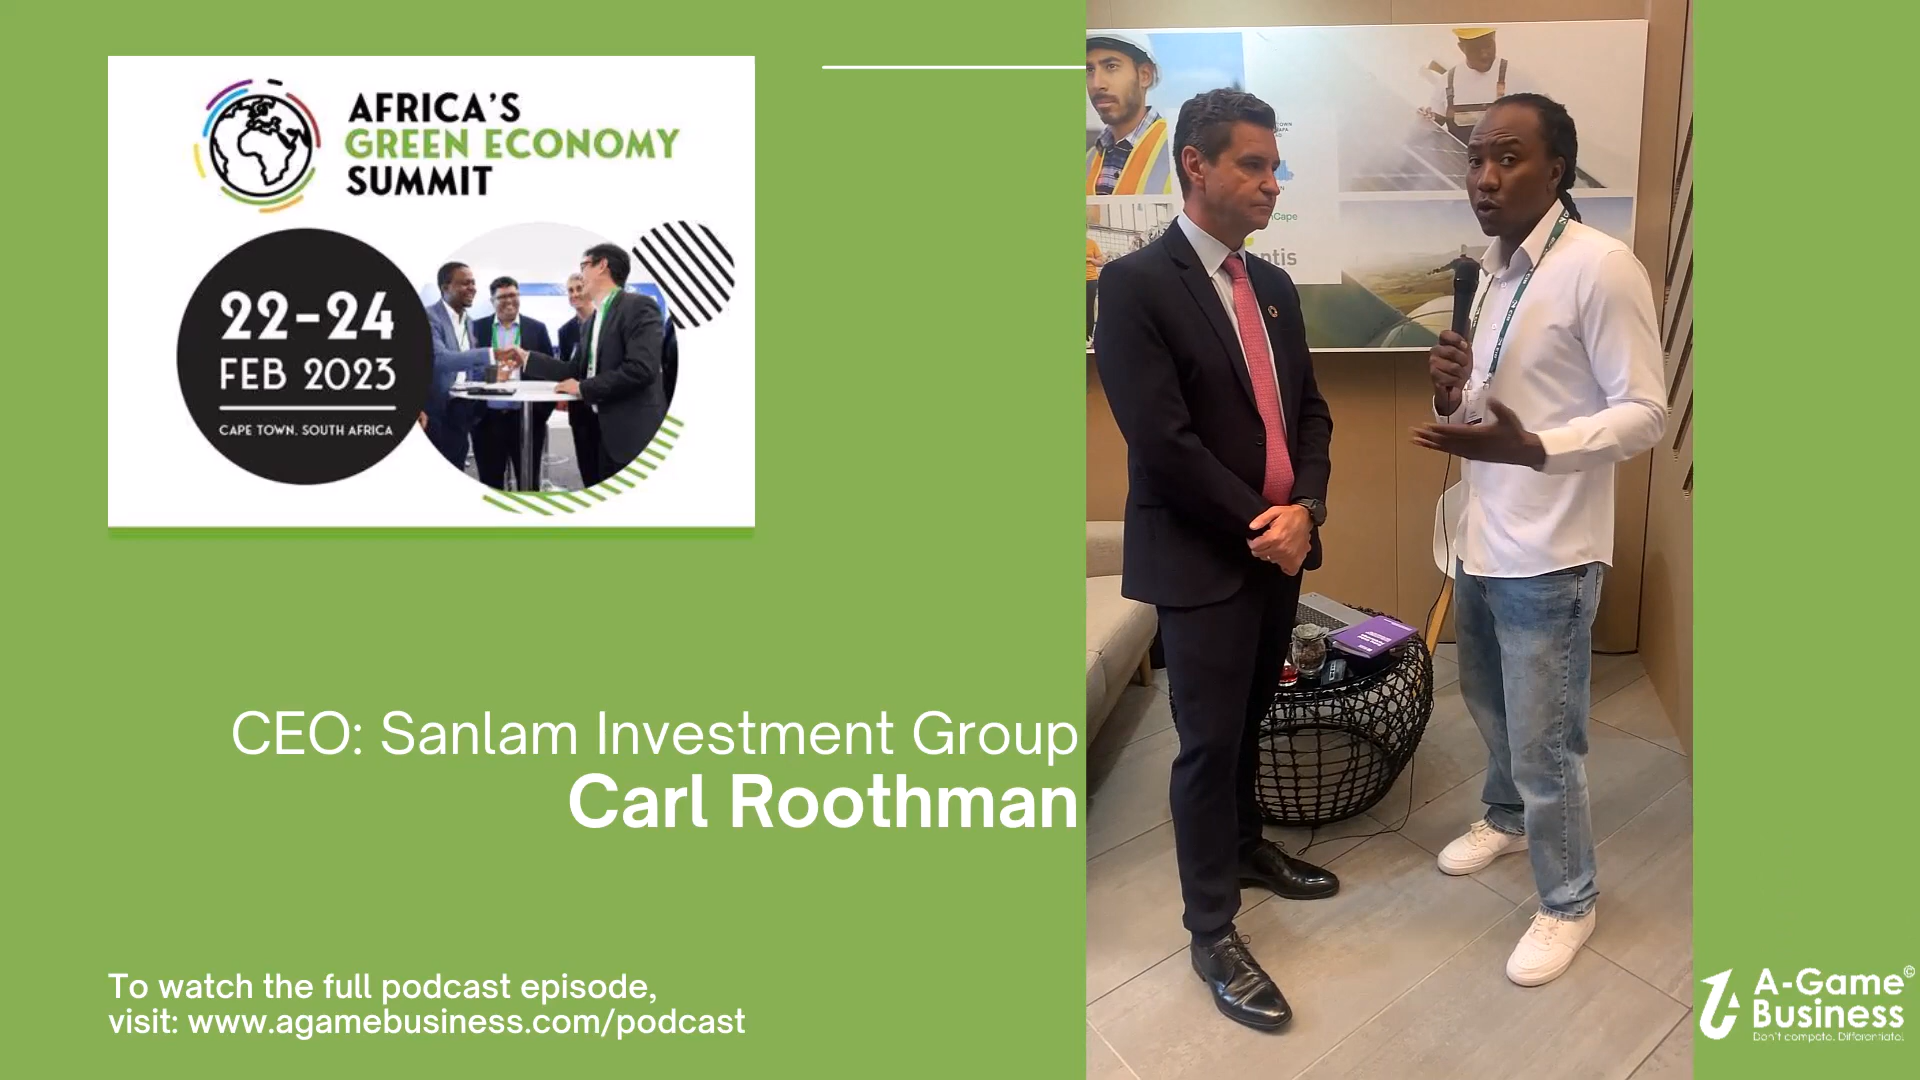 AFRICA'S
GREEN ECONOMY
SUMMIT
22-24
FEB 2023
CAPE TOWN, SOUTH AFRICA
CEO: Sanlam Investment Group
Carl Roothman
To watch the full podcast episode,
visit: www.agamebusiness.com/podcast
A-Game©
Business
Don't compete. Differentiate!